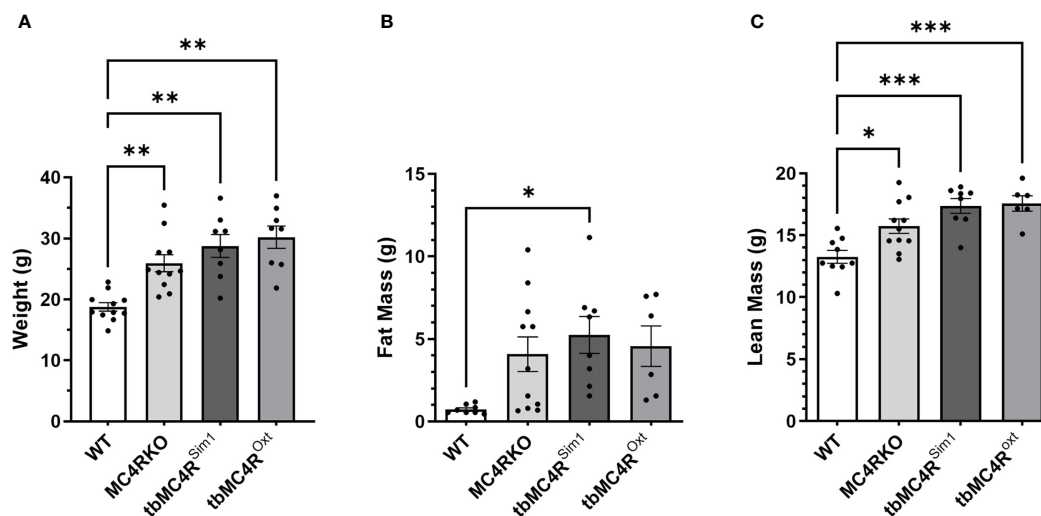 A
B
C
**
**
**
Weight (g)
40
30
20
10
0
WT
MC4RKO
tbMC4R^Sim1
tbMC4R^Oxt
*
Fat Mass (g)
15
10
5
0
WT
MC4RKO
tbMC4R^Sim1
tbMC4R^Oxt
***
***
*
Lean Mass (g)
20
15
10
5
0
WT
MC4RKO
tbMC4R^Sim1
tbMC4R^oxt